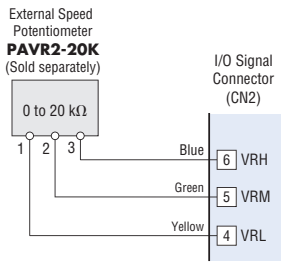 External Speed
Potentiometer
PAVR2-20K
(Sold separately)
0 to 20 kΩ
1 2 3
I/O Signal
Connector
(CN2)
Blue
6 VRH
Green
5 VRM
Yellow
4 VRL